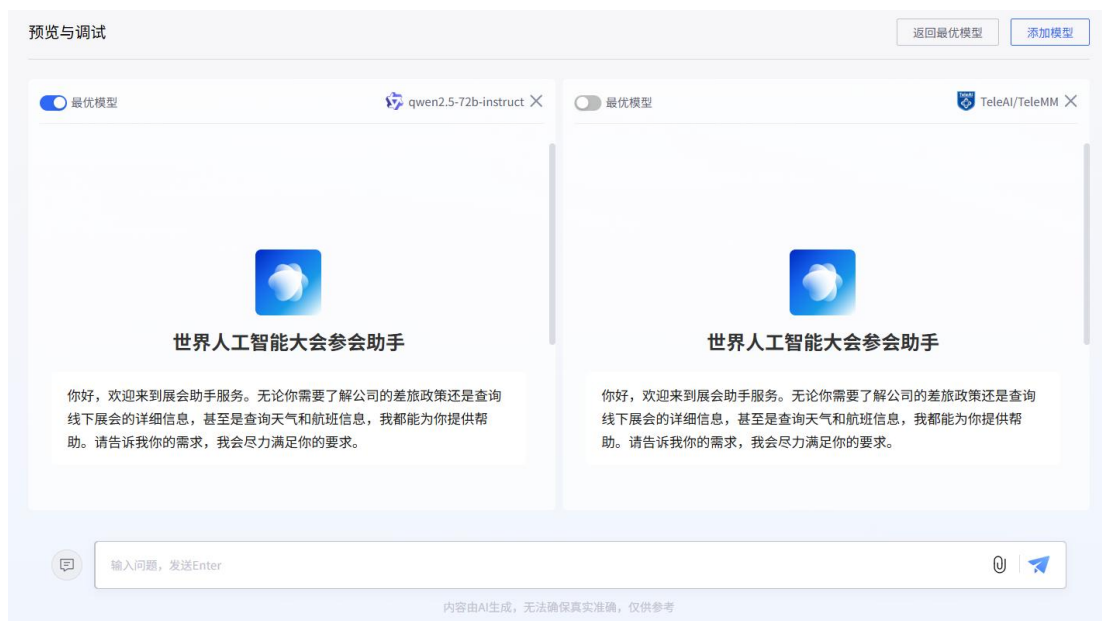 预览与调试
返回最优模型
添加模型
最优模型
qwen2.5-72b-instruct
世界人工智能大会参会助手
你好，欢迎来到展会助手服务。无论你需要了解公司的差旅政策还是查询
线下展会的详细信息，甚至是查询天气和航班信息，我都能为你提供帮
助。请告诉我你的需求，我会尽力满足你的要求。
最优模型
TeleAI
TeleAI/TeleMM
世界人工智能大会参会助手
你好，欢迎来到展会助手服务。无论你需要了解公司的差旅政策还是查询
线下展会的详细信息，甚至是查询天气和航班信息，我都能为你提供帮
助。请告诉我你的需求，我会尽力满足你的要求。
输入问题，发送Enter
内容由AI生成，无法确保真实准确，仅供参考